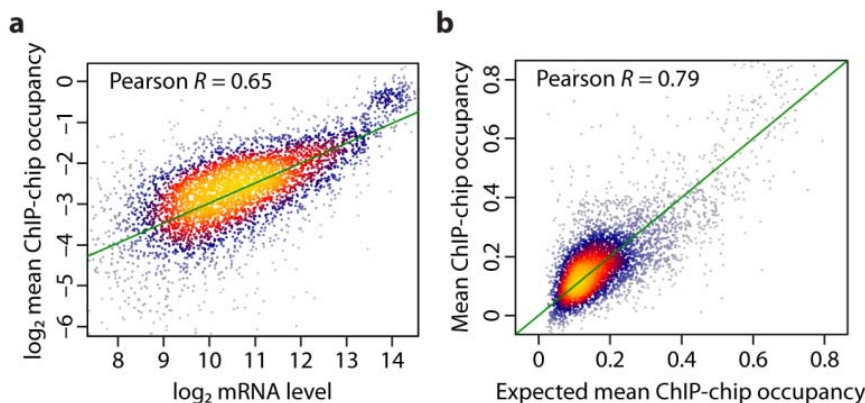 a
Pearson R = 0.65
log₂ mean ChIP-chip occupancy
0
−1
−2
−3
−4
−5
−6
8 9 10 11 12 13 14
log₂ mRNA level
b
Pearson R = 0.79
Mean ChIP-chip occupancy
0.8
0.6
0.4
0.2
0
0 0.2 0.4 0.6 0.8
Expected mean ChIP-chip occupancy